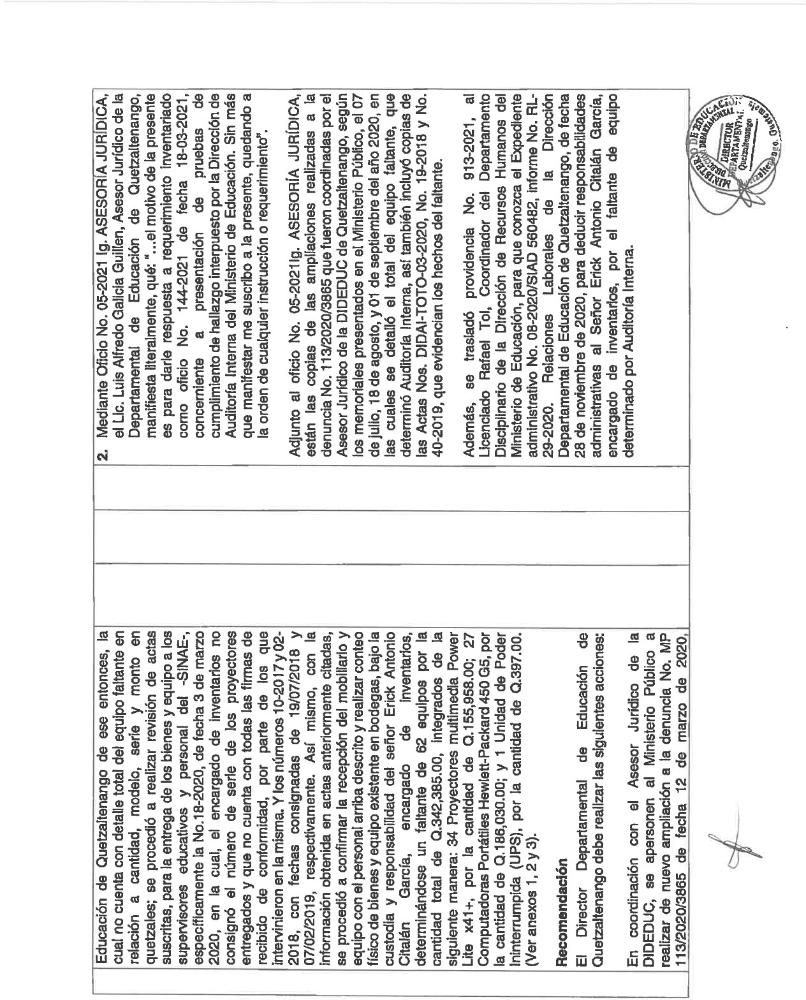 Educación de Quetzaltenango de ese entonces, la
cual no cuenta con detalle total del equipo faltante en
relación a cantidad, modelo, serie y monto en
quetzales; se procedió a realizar revisión de actas
suscritas, para la entrega de los bienes y equipo a los
supervisores educativos y personal del -SINAE-,
específicamente la No.18-2020, de fecha 3 de marzo
2020, en la cual, el encargado de inventarios no
consignó el número de serie de los proyectores
entregados y que no cuenta con todas las firmas de
recibido de conformidad, por parte de los que
intervinieron en la misma. Y los números 10-2017 y 02-
2018, con fechas consignadas de 19/07/2018 y
07/02/2019, respectivamente. Así mismo, con la
información obtenida en actas anteriormente citadas,
se procedió a confirmar la recepción del mobiliario y
equipo con el personal arriba descrito y realizar conteo
físico de bienes y equipo existente en bodegas, bajo la
custodia y responsabilidad del señor Erick Antonio
Citalán García, encargado de inventarios,
determinándose un faltante de 62 equipos por la
cantidad total de Q.342,385.00, integrados de la
siguiente manera: 34 Proyectores multimedia Power
Lite x41+, por la cantidad de Q.155,958.00; 27
Computadoras Portátiles Hewlett-Packard 450 G5, por
la cantidad de Q.186,030.00; y 1 Unidad de Poder
Ininterrumpida (UPS), por la cantidad de Q.397.00.
(Ver anexos 1, 2 y 3).
Recomendación
El Director Departamental de Educación de
Quetzaltenango debe realizar las siguientes acciones:
En coordinación con el Asesor Jurídico de la
DIDEDUC, se apersonen al Ministerio Público a
realizar de nuevo ampliación a la denuncia No. MP
113/2020/3865 de fecha 12 de marzo de 2020,
2. Mediante Oficio No. 05-2021 lg. ASESORIA JURIDICA,
el Lic. Luis Alfredo Galicia Guillen, Asesor Jurídico de la
Departamental de Educación de Quetzaltenango,
manifiesta literalmente, qué: "...el motivo de la presente
es para darle respuesta a requerimiento inventariado
como oficio No. 144-2021 de fecha 18-03-2021,
concerniente a presentación de pruebas de
cumplimiento de hallazgo interpuesto por la Dirección de
Auditoría Interna del Ministerio de Educación. Sin más
que manifestar me suscribo a la presente, quedando a
la orden de cualquier instrucción o requerimiento".
Adjunto al oficio No. 05-2021lg. ASESORÍA JURÍDICA,
están las copias de las ampliaciones realizadas a la
denuncia No. 113/2020/3865 que fueron coordinadas por el
Asesor Jurídico de la DIDEDUC de Quetzaltenango, según
los memoriales presentados en el Ministerio Público, el 07
de julio, 18 de agosto, y 01 de septiembre del año 2020, en
las cuales se detalló el total del equipo faltante, que
determinó Auditoría Interna, así también incluyó copias de
las Actas Nos. DIDAI-TOTO-03-2020, No. 19-2018 y No.
40-2019, que evidencian los hechos del faltante.
Además, se trasladó providencia No. 913-2021, al
Licenciado Rafael Tol, Coordinador del Departamento
Disciplinario de la Dirección de Recursos Humanos del
Ministerio de Educación, para que conozca el Expediente
administrativo No. 08-2020/SIAD 560482, informe No. RL-
29-2020. Relaciones Laborales de la Dirección
Departamental de Educación de Quetzaltenango, de fecha
28 de noviembre de 2020, para deducir responsabilidades
administrativas al Señor Erick Antonio Citalán García,
encargado de inventarios, por el faltante de equipo
determinado por Auditoría Interna.
MINISTERIO DE EDUCACIÓN
DEPARTAMENTAL
DIRECTOR
DEPARTAMENTAL
Quetzaltenango
Guatemala